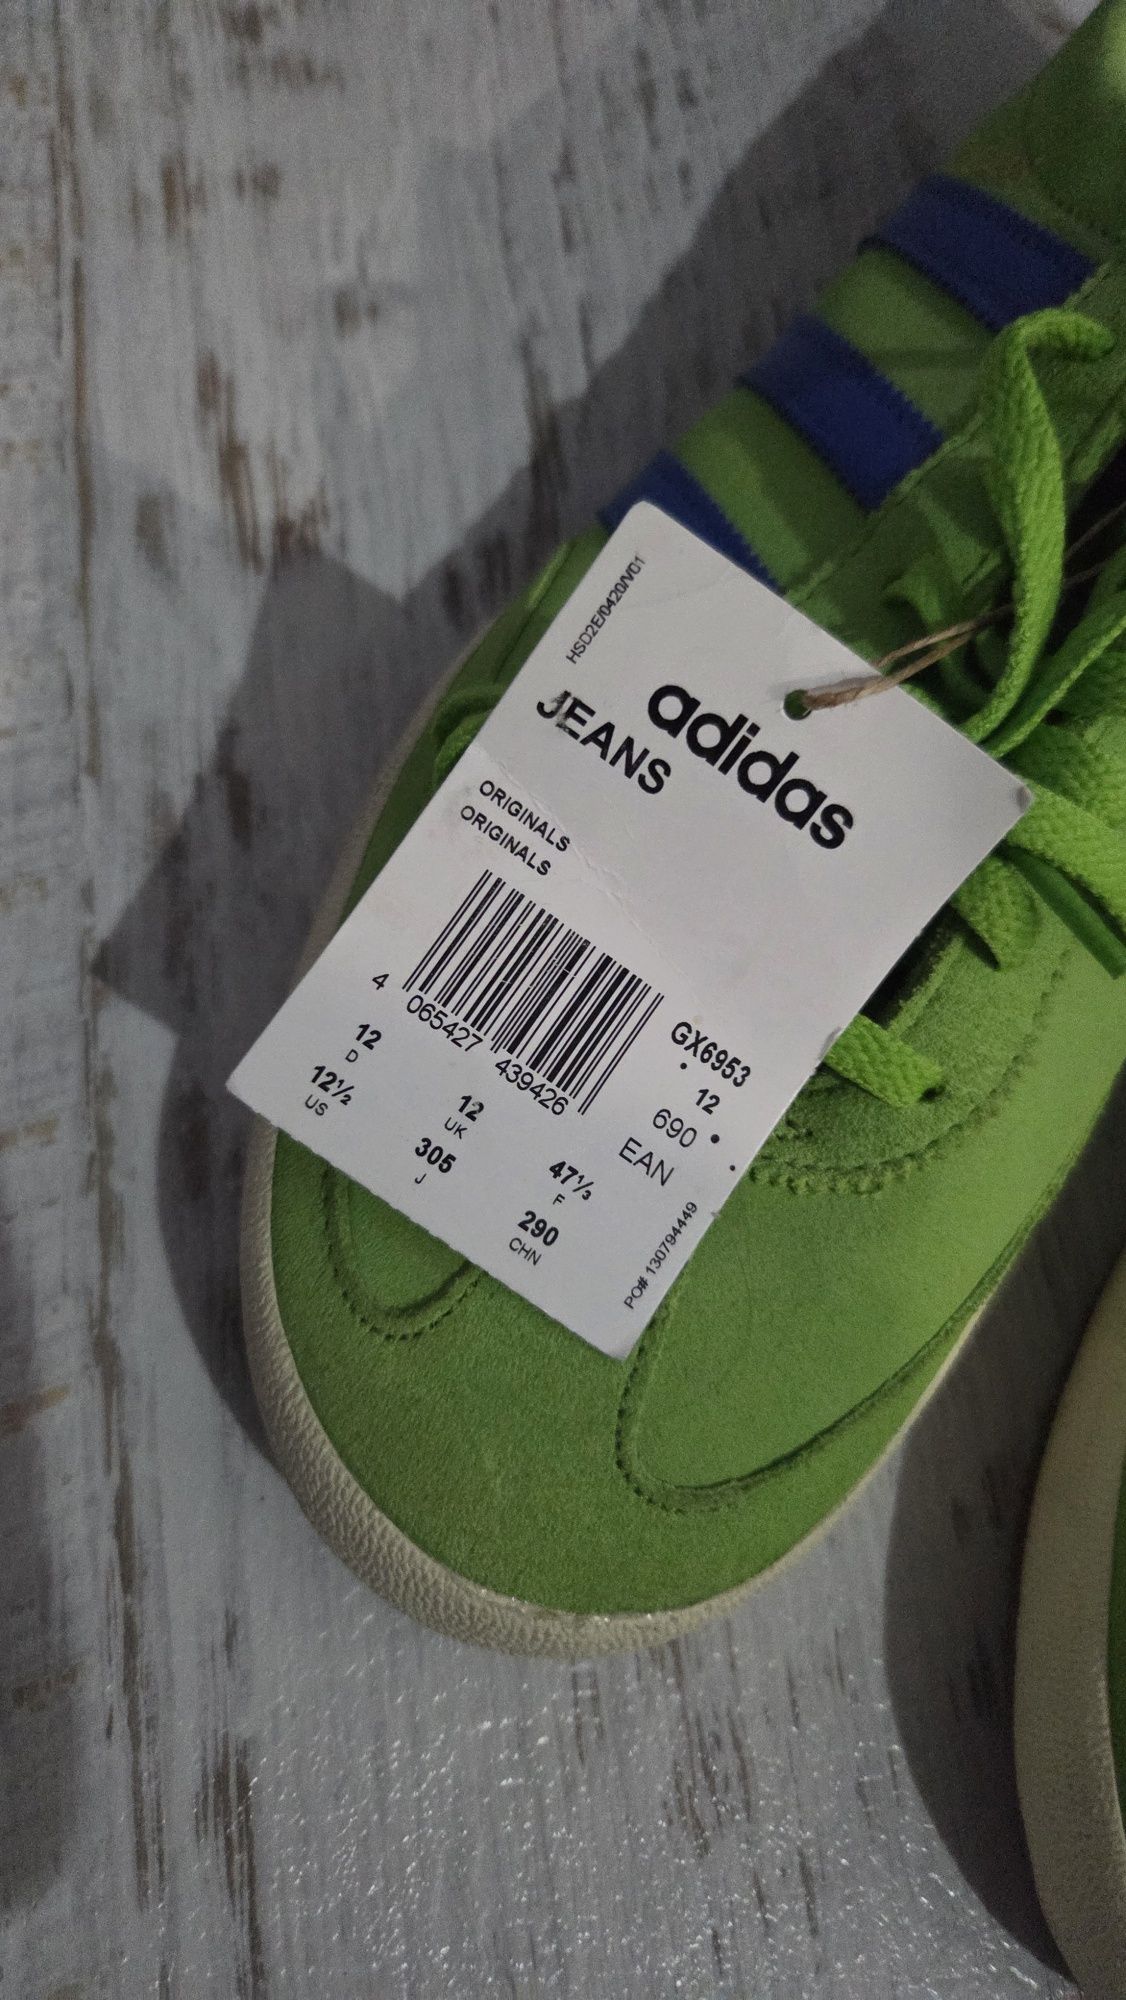 HSD2E/0420/V01
adidas
JEANS
ORIGINALS
ORIGINALS
4 065427 439426
GX6953
12
690
EAN
12
D
12½
US
12
UK
305
J
47⅓
F
290
CHN
PO# 130794449